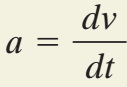 a = dv/dt